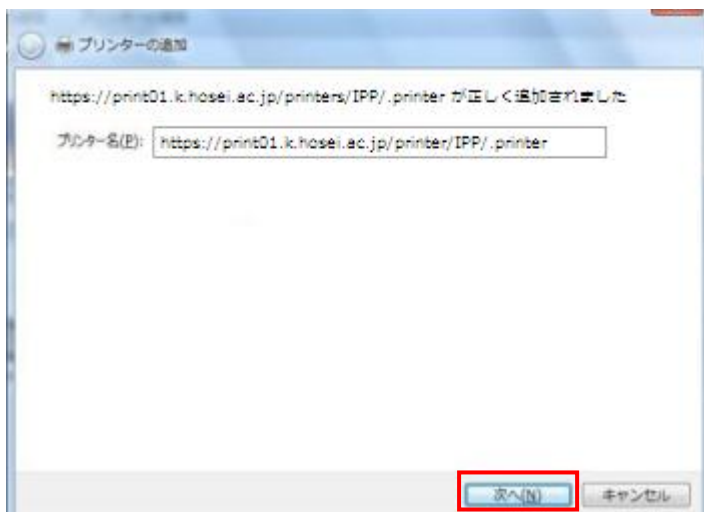 プリンターの追加
https://print01.k.hosei.ac.jp/printers/IPP/.printer が正しく追加されました
プリンター名(P): https://print01.k.hosei.ac.jp/printer/IPP/.printer
次へ(N) キャンセル